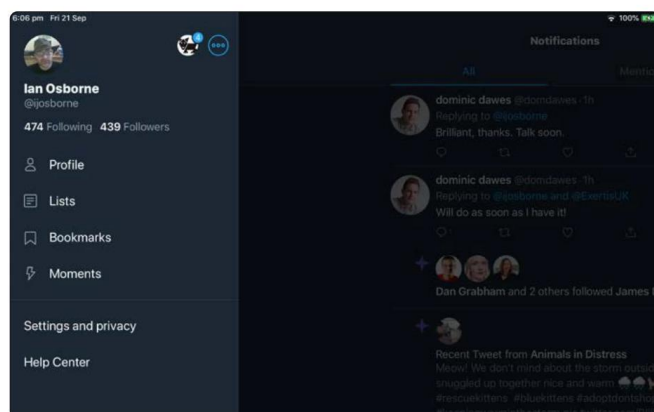 6:06 pm Fri 21 Sep
100%
4
Ian Osborne
@ijosborne
474 Following 439 Followers
Profile
Lists
Bookmarks
Moments
Settings and privacy
Help Center
Notifications
All
Mentio
dominic dawes @domdawes · 1h
Replying to @ijosborne
Brilliant, thanks. Talk soon.
dominic dawes @domdawes · 1h
Replying to @ijosborne and @ExertisUK
Will do as soon as I have it!
Dan Grabham and 2 others followed James
Recent Tweet from Animals in Distress
Meow! We don't mind about the storm outsid
snuggled up together nice and warm
#rescuekittens #bluekittens #adoptdontshop